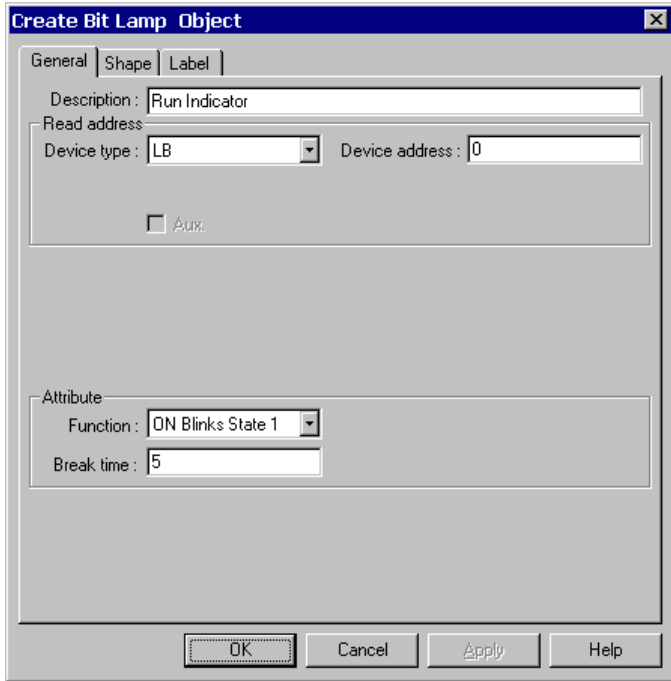 Create Bit Lamp Object
General Shape Label
Description : Run Indicator
Read address
Device type : LB Device address : 0
Aux.
Attribute
Function : ON Blinks State 1
Break time : 5
OK Cancel Apply Help